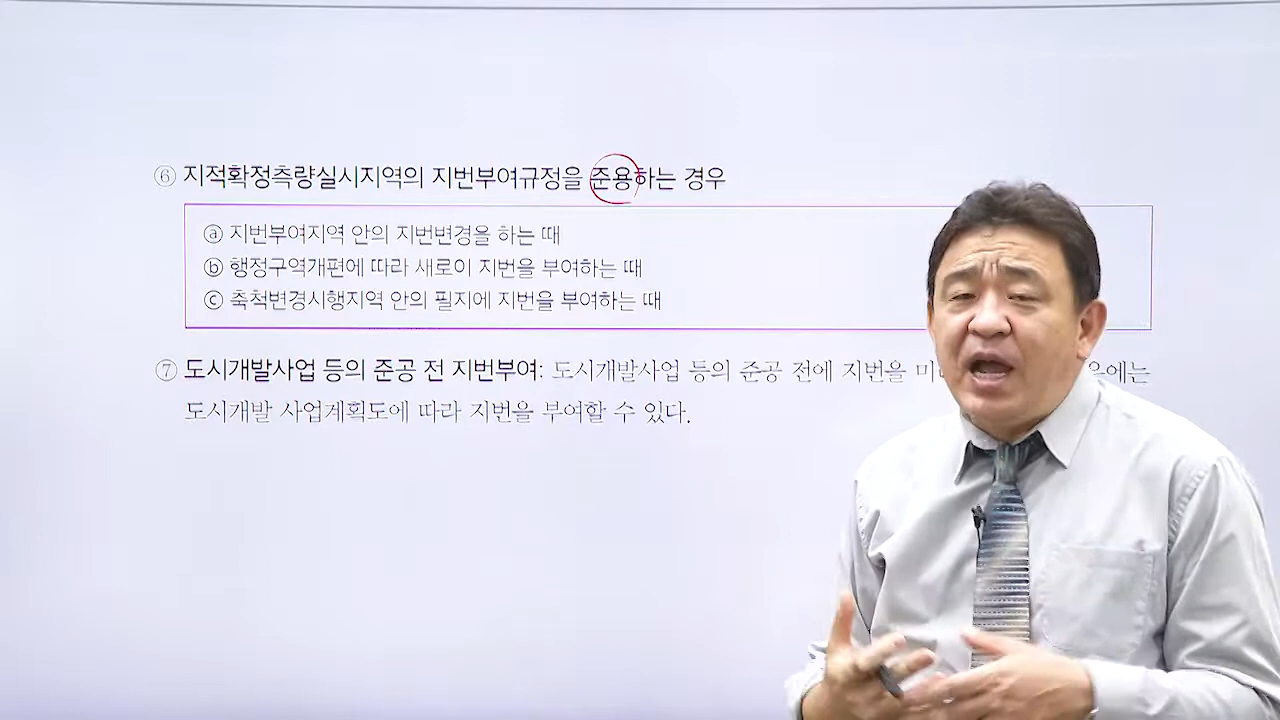 ⑥ 지적확정측량실시지역의 지번부여규정을 준용하는 경우
ⓐ 지번부여지역 안의 지번변경을 하는 때
ⓑ 행정구역개편에 따라 새로이 지번을 부여하는 때
ⓒ 축척변경시행지역 안의 필지에 지번을 부여하는 때
⑦ 도시개발사업 등의 준공 전 지번부여: 도시개발사업 등의 준공 전에 지번을
도시개발 사업계획도에 따라 지번을 부여할 수 있다.